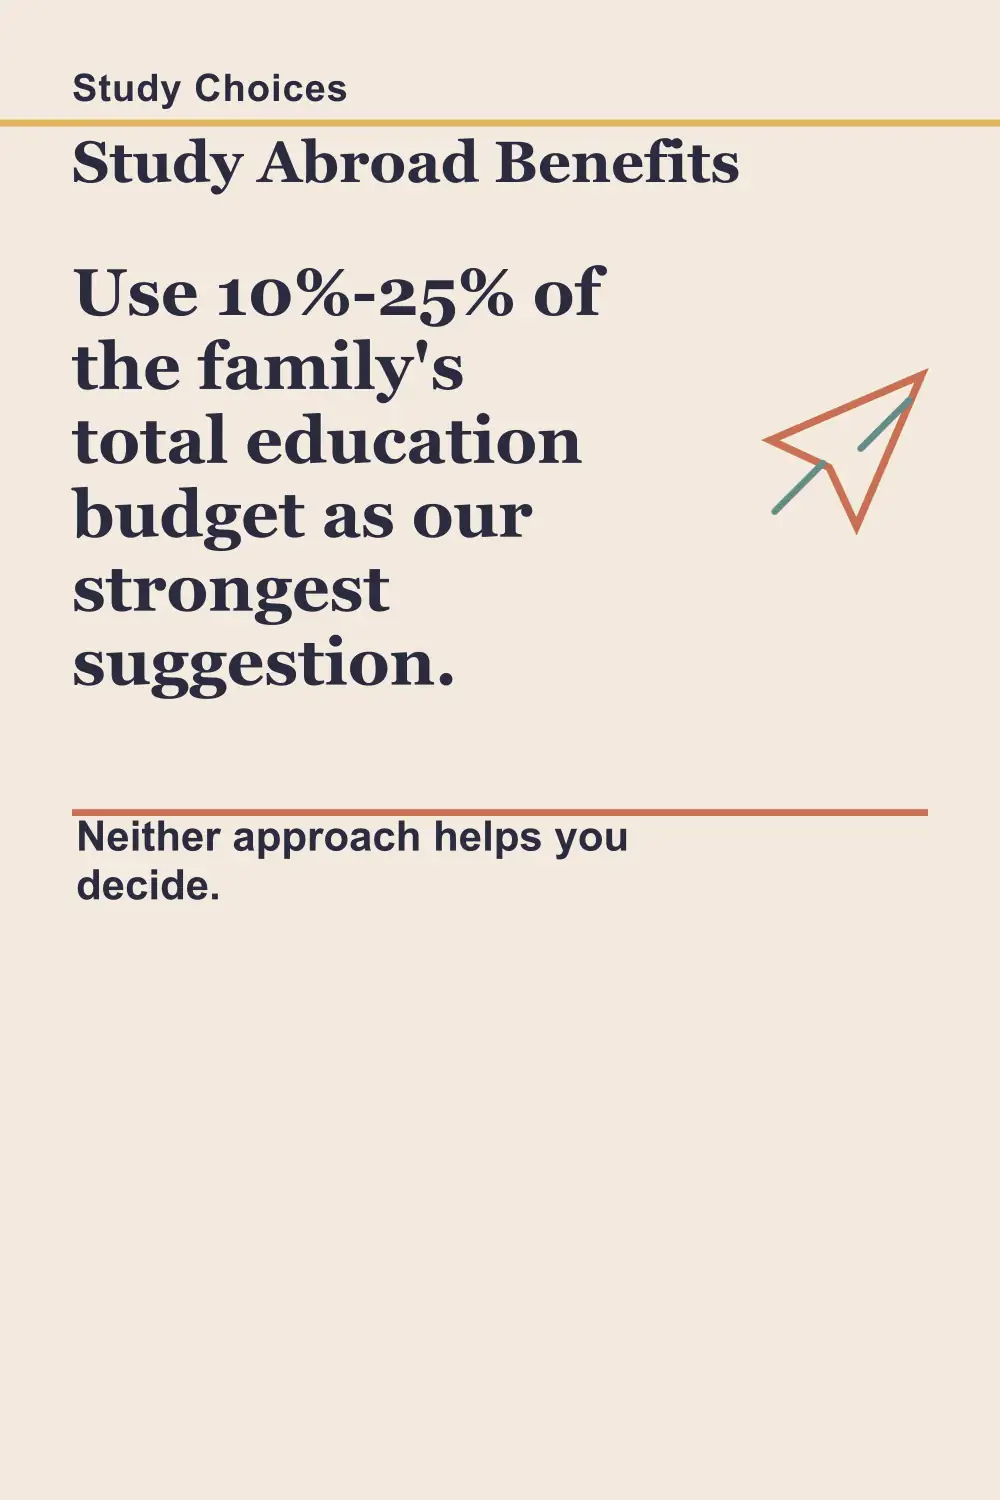 Study Choices
Study Abroad Benefits
Use 10%-25% of
the family's
total education
budget as our
strongest
suggestion.
Neither approach helps you
decide.